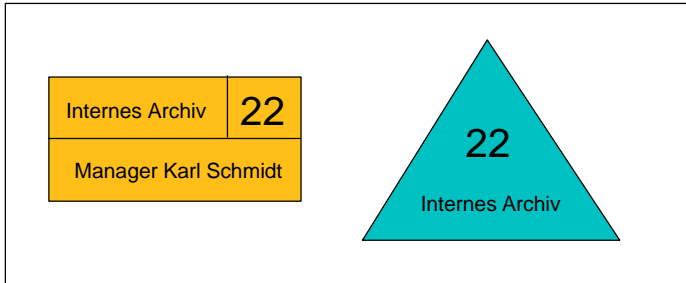 Internes Archiv 22
Manager Karl Schmidt
22
Internes Archiv